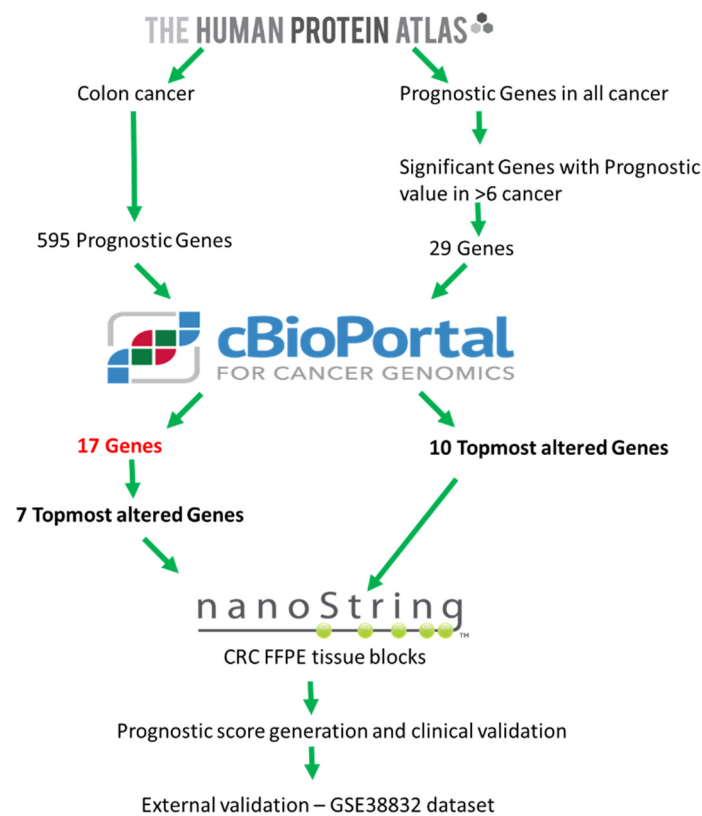 THE HUMAN PROTEIN ATLAS
Colon cancer
Prognostic Genes in all cancer
Significant Genes with Prognostic
value in >6 cancer
595 Prognostic Genes
29 Genes
cBioPortal
FOR CANCER GENOMICS
17 Genes
10 Topmost altered Genes
7 Topmost altered Genes
nanoString
TM
CRC FFPE tissue blocks
Prognostic score generation and clinical validation
External validation – GSE38832 dataset